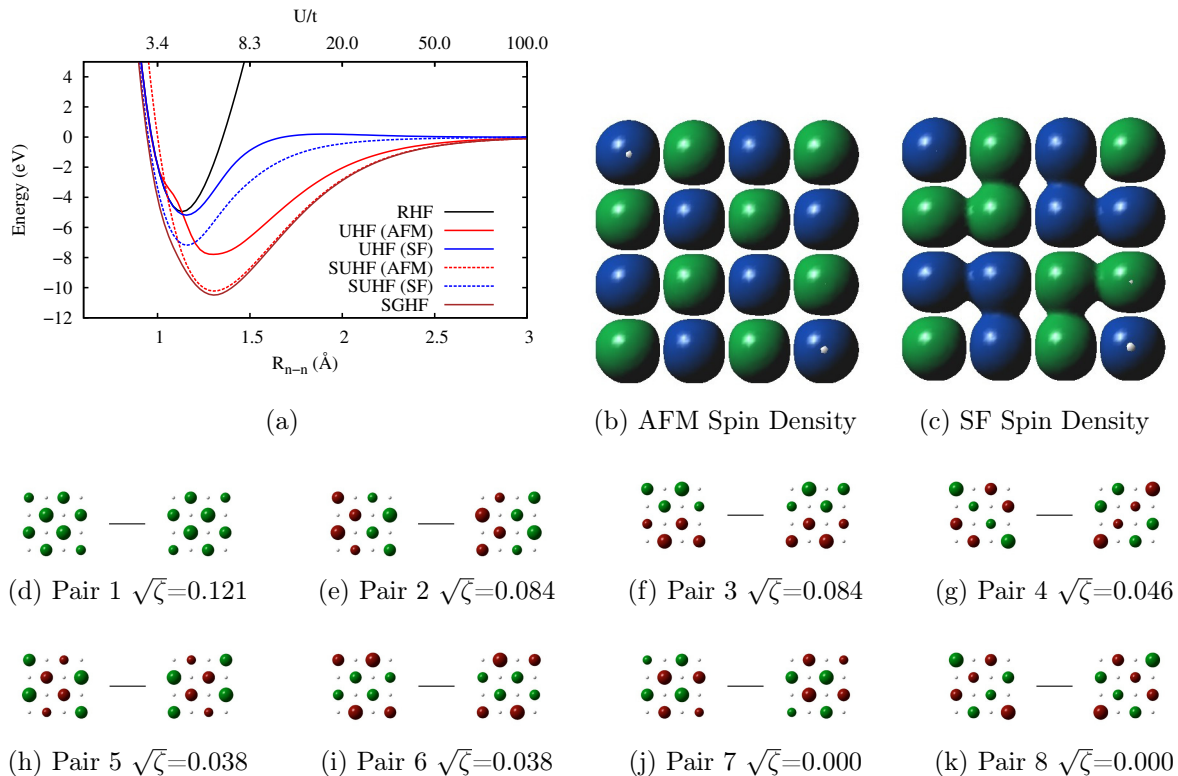 U/t
3.4 8.3 20.0 50.0 100.0
4
2
0
−2
−4
−6
−8
−10
−12
Energy (eV)
RHF
UHF (AFM)
UHF (SF)
SUHF (AFM)
SUHF (SF)
SGHF
1 1.5 2 2.5 3
R n−n (Å)
(a)
(b) AFM Spin Density
(c) SF Spin Density
(d) Pair 1 √ζ=0.121
(e) Pair 2 √ζ=0.084
(f) Pair 3 √ζ=0.084
(g) Pair 4 √ζ=0.046
(h) Pair 5 √ζ=0.038
(i) Pair 6 √ζ=0.038
(j) Pair 7 √ζ=0.000
(k) Pair 8 √ζ=0.000